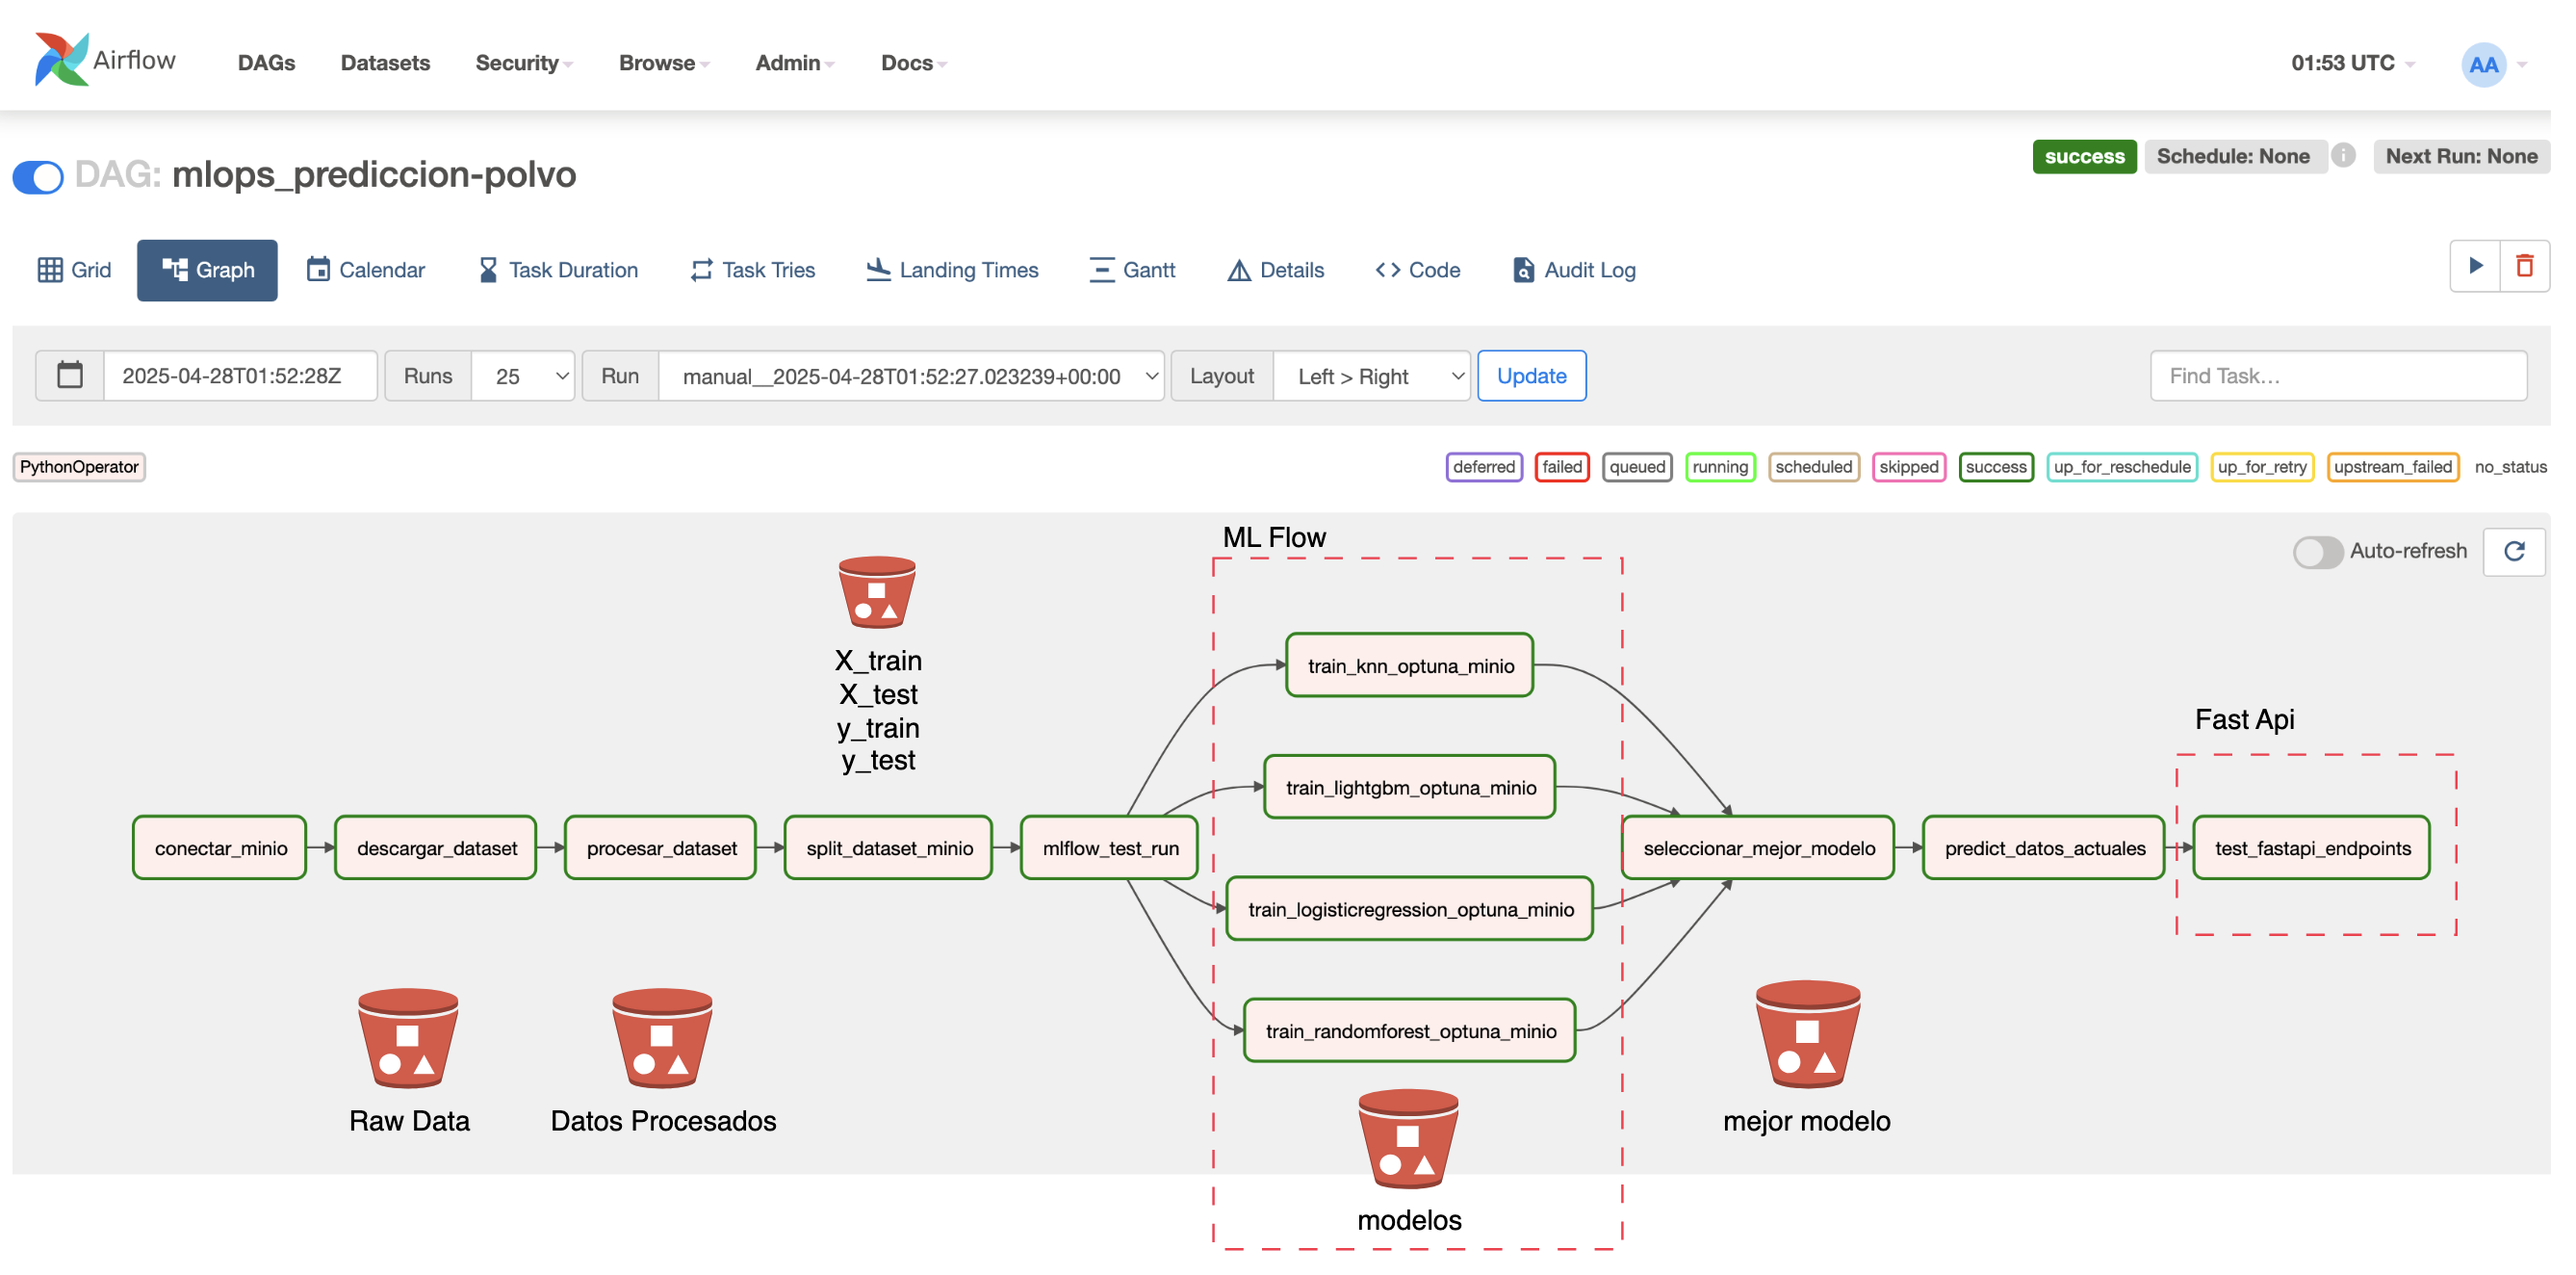 Airflow DAGs Datasets Security Browse Admin Docs 01:53 UTC AA
DAG: mlops_prediccion-polvo
success Schedule: None Next Run: None
Grid Graph Calendar Task Duration Task Tries Landing Times Gantt Details Code Audit Log
2025-04-28T01:52:28Z Runs 25 Run manual__2025-04-28T01:52:27.023239+00:00 Layout Left > Right Update Find Task...
PythonOperator deferred failed queued running scheduled skipped success up_for_reschedule up_for_retry upstream_failed no_status
Auto-refresh
ML Flow
X_train
X_test
y_train
y_test
Fast Api
conectar_minio
descargar_dataset
procesar_dataset
split_dataset_minio
mlflow_test_run
train_knn_optuna_minio
train_lightgbm_optuna_minio
train_logisticregression_optuna_minio
train_randomforest_optuna_minio
seleccionar_mejor_modelo
predict_datos_actuales
test_fastapi_endpoints
Raw Data
Datos Procesados
modelos
mejor modelo